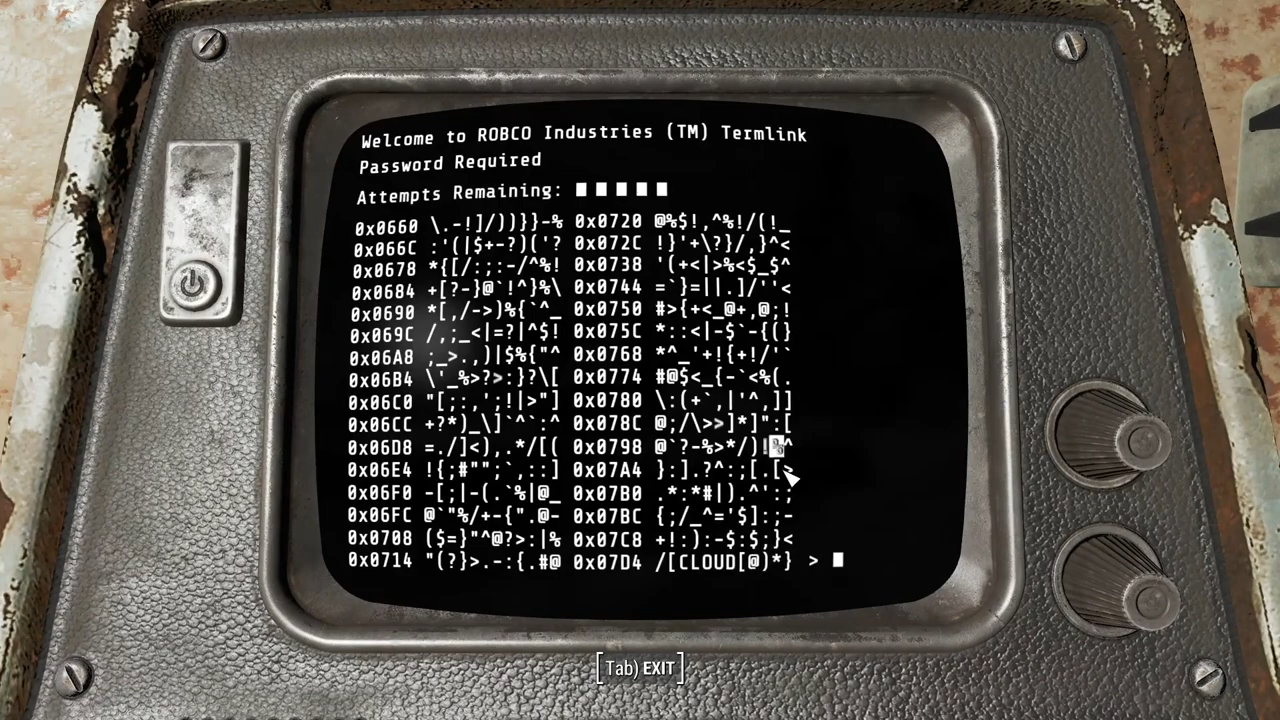 Welcome to ROBCO Industries (TM) Termlink
Password Required
Attempts Remaining: ■ ■ ■ ■ ■
0x0660 \.-!]/))}}-% 0x0720 @%$!,^%!/(!_
0x066C :'(|$+-?)('? 0x072C !}'+\?}/,}^<
0x0678 *{[/:;:-/^%! 0x0738 '(+<|>%<$_$^
0x0684 +[?-}@`!^}%\ 0x0744 =`}=||.]/''<
0x0690 *[,/->)%{`^_ 0x0750 #>{+<_@+,@;!
0x069C /,;_<|=?|^$! 0x075C *::<|-$`-{(}
0x06A8 ;_>.,)|$%{"^ 0x0768 *^_'+!{+!/'`
0x06B4 \'_%>?>:}?\[ 0x0774 #@$<_{-`<%(.
0x06C0 "[;:,';!|>"] 0x0780 \:(+`,|'^,]]
0x06CC +?*)_\]`^`:^ 0x078C @;/\>>]*]":[
0x06D8 =./]<),.*/[( 0x0798 @`?-%>*/)!%^
0x06E4 !{;#"";`,::] 0x07A4 }:].?^:;[.[>
0x06F0 -[;|-(.`%|@_ 0x07B0 .*:*#|).^':;
0x06FC @`"%/+-{".@- 0x07BC {;/_^='$]:;-
0x0708 ($=}"^@?>:|% 0x07C8 +!:):-$:$;}<
0x0714 "(?}>.-:{.#@ 0x07D4 /[CLOUD[@)*} > ■
[Tab) EXIT]